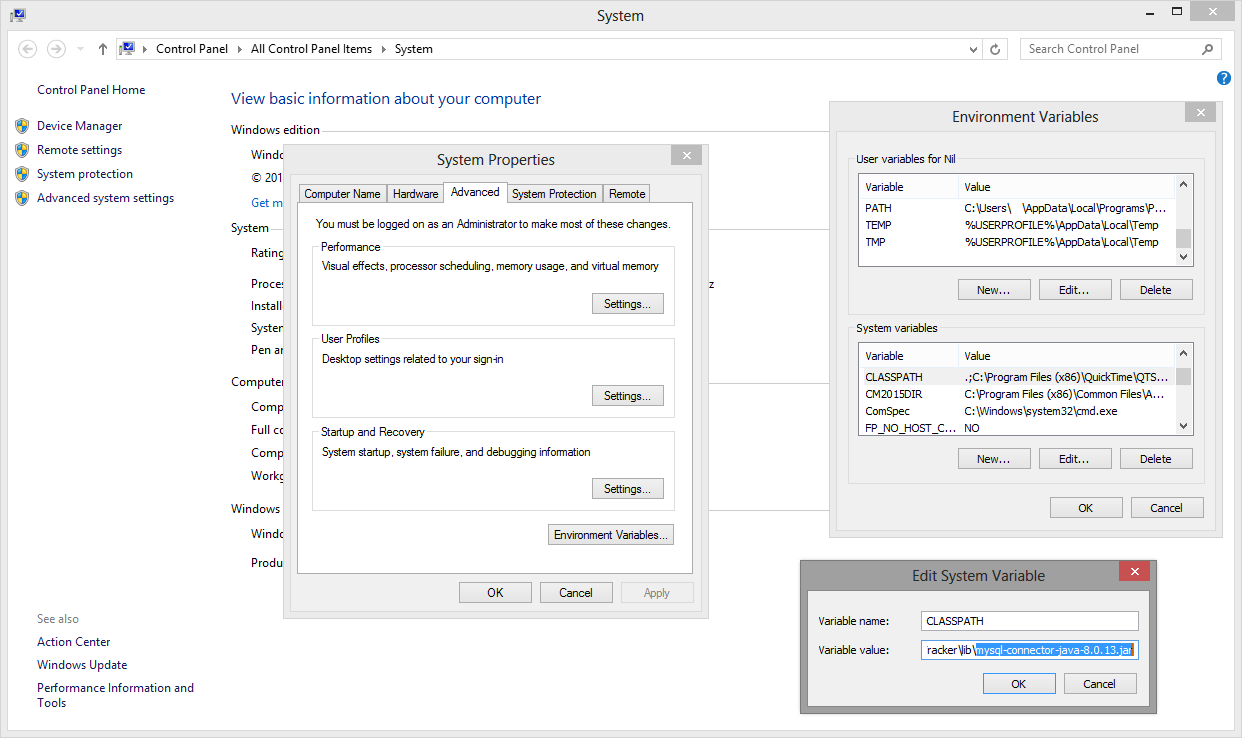 System
Control Panel
All Control Panel Items
System
Search Control Panel
Control Panel Home
Device Manager
Remote settings
System protection
Advanced system settings
See also
Action Center
Windows Update
Performance Information and
Tools
View basic information about your computer
Windows edition
Windo
© 201
Get m
System
Rating
Proces
z
Install
System
Pen ar
Computer
Comp
Full co
Comp
Workg
Windows
Windo
Produ
System Properties
Computer Name
Hardware
Advanced
System Protection
Remote
You must be logged on as an Administrator to make most of these changes.
Performance
Visual effects, processor scheduling, memory usage, and virtual memory
Settings...
User Profiles
Desktop settings related to your sign-in
Settings...
Startup and Recovery
System startup, system failure, and debugging information
Settings...
Environment Variables...
OK
Cancel
Apply
Environment Variables
User variables for Nil
Variable Value
PATH C:\Users\ \AppData\Local\Programs\P...
TEMP %USERPROFILE%\AppData\Local\Temp
TMP %USERPROFILE%\AppData\Local\Temp
New... Edit... Delete
System variables
Variable Value
CLASSPATH .;C:\Program Files (x86)\QuickTime\QTS...
CM2015DIR C:\Program Files (x86)\Common Files\A...
ComSpec C:\Windows\system32\cmd.exe
FP_NO_HOST_C... NO
New... Edit... Delete
OK Cancel
Edit System Variable
Variable name: CLASSPATH
Variable value: racker\lib\mysql-connector-java-8.0.13.jar
OK Cancel